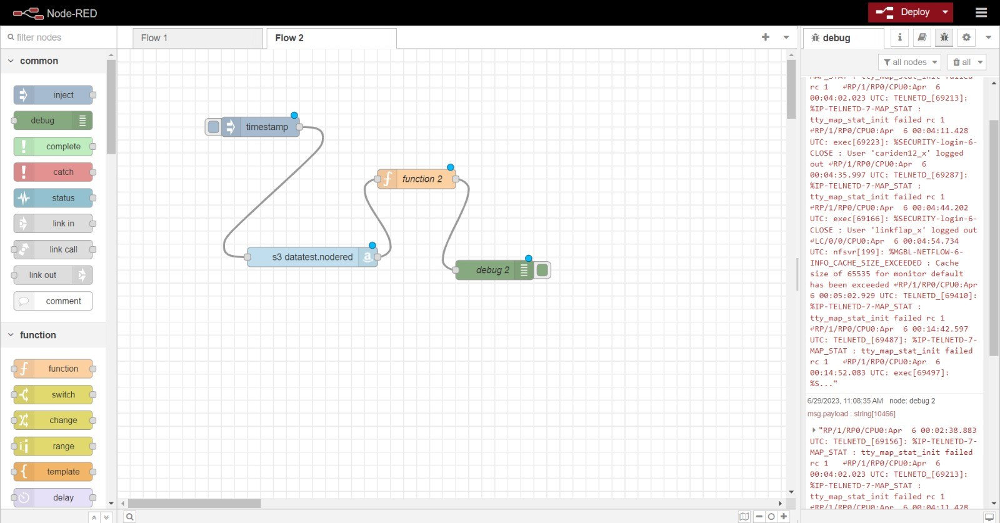 Node-RED
Deploy
filter nodes
Flow 1
Flow 2
debug
common
all nodes
all
inject
debug
complete
catch
status
link in
link call
link out
comment
function
function
switch
change
range
template
delay
timestamp
function 2
s3 datatest.nodered
debug 2
MAP_STAT : tty_map_stat_init failed
rc 1 ↵RP/1/RP0/CPU0:Apr 6
00:04:02.023 UTC: TELNETD_[69213]:
%IP-TELNETD-7-MAP_STAT :
tty_map_stat_init failed rc 1
↵RP/1/RP0/CPU0:Apr 6 00:04:11.428
UTC: exec[69223]: %SECURITY-login-6-
CLOSE : User 'cariden12_x' logged
out ↵RP/1/RP0/CPU0:Apr 6
00:04:35.997 UTC: TELNETD_[69287]:
%IP-TELNETD-7-MAP_STAT :
tty_map_stat_init failed rc 1
↵RP/1/RP0/CPU0:Apr 6 00:04:44.202
UTC: exec[69166]: %SECURITY-login-6-
CLOSE : User 'linkflap_x' logged out
↵LC/0/0/CPU0:Apr 6 00:04:54.734
UTC: nfsvr[199]: %MGBL-NETFLOW-6-
INFO_CACHE_SIZE_EXCEEDED : Cache
size of 65535 for monitor default
has been exceeded ↵RP/1/RP0/CPU0:Apr
6 00:05:02.929 UTC: TELNETD_[69410]:
%IP-TELNETD-7-MAP_STAT :
tty_map_stat_init failed rc 1
↵RP/1/RP0/CPU0:Apr 6 00:14:42.597
UTC: TELNETD_[69487]: %IP-TELNETD-7-
MAP_STAT : tty_map_stat_init failed
rc 1 ↵RP/1/RP0/CPU0:Apr 6
00:14:52.083 UTC: exec[69497]:
%S..."
6/29/2023, 11:08:35 AM node: debug 2
msg.payload : string[10466]
"RP/1/RP0/CPU0:Apr 6 00:02:38.883
UTC: TELNETD_[69156]: %IP-TELNETD-7-
MAP_STAT : tty_map_stat_init failed
rc 1 ↵RP/1/RP0/CPU0:Apr 6
00:04:02.023 UTC: TELNETD_[69213]:
%IP-TELNETD-7-MAP_STAT :
tty_map_stat_init failed rc 1
↵RP/1/RP0/CPU0:Apr 6 00:04:11.428